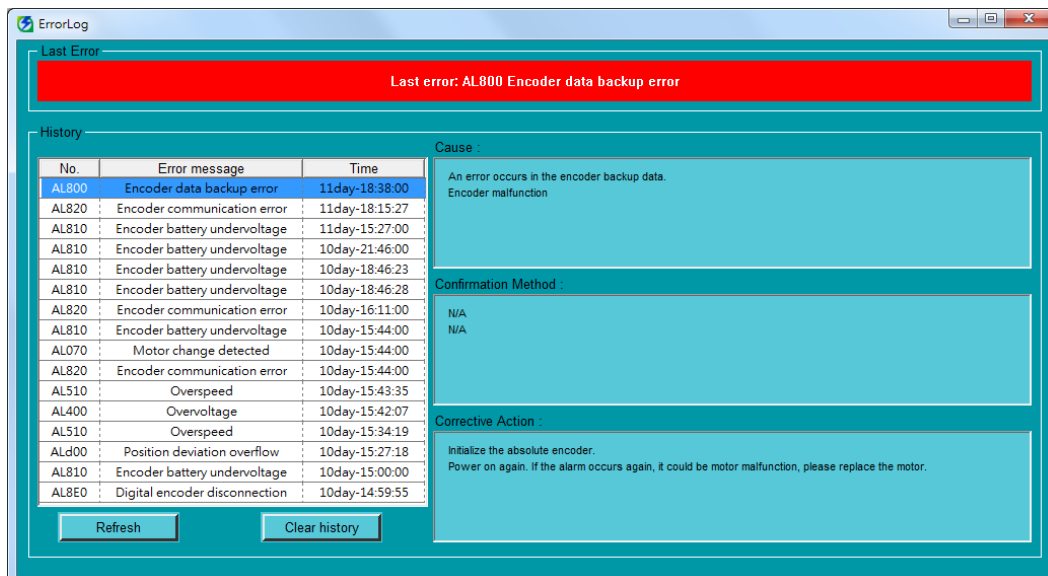 ErrorLog
Last Error
Last error: AL800 Encoder data backup error
History
No. Error message Time
AL800 Encoder data backup error 11day-18:38:00
AL820 Encoder communication error 11day-18:15:27
AL810 Encoder battery undervoltage 11day-15:27:00
AL810 Encoder battery undervoltage 10day-21:46:00
AL810 Encoder battery undervoltage 10day-18:46:23
AL810 Encoder battery undervoltage 10day-18:46:28
AL820 Encoder communication error 10day-16:11:00
AL810 Encoder battery undervoltage 10day-15:44:00
AL070 Motor change detected 10day-15:44:00
AL820 Encoder communication error 10day-15:44:00
AL510 Overspeed 10day-15:43:35
AL400 Overvoltage 10day-15:42:07
AL510 Overspeed 10day-15:34:19
ALd00 Position deviation overflow 10day-15:27:18
AL810 Encoder battery undervoltage 10day-15:00:00
AL8E0 Digital encoder disconnection 10day-14:59:55
Refresh Clear history
Cause :
An error occurs in the encoder backup data.
Encoder malfunction
Confirmation Method :
N/A
N/A
Corrective Action :
Initialize the absolute encoder.
Power on again. If the alarm occurs again, it could be motor malfunction, please replace the motor.